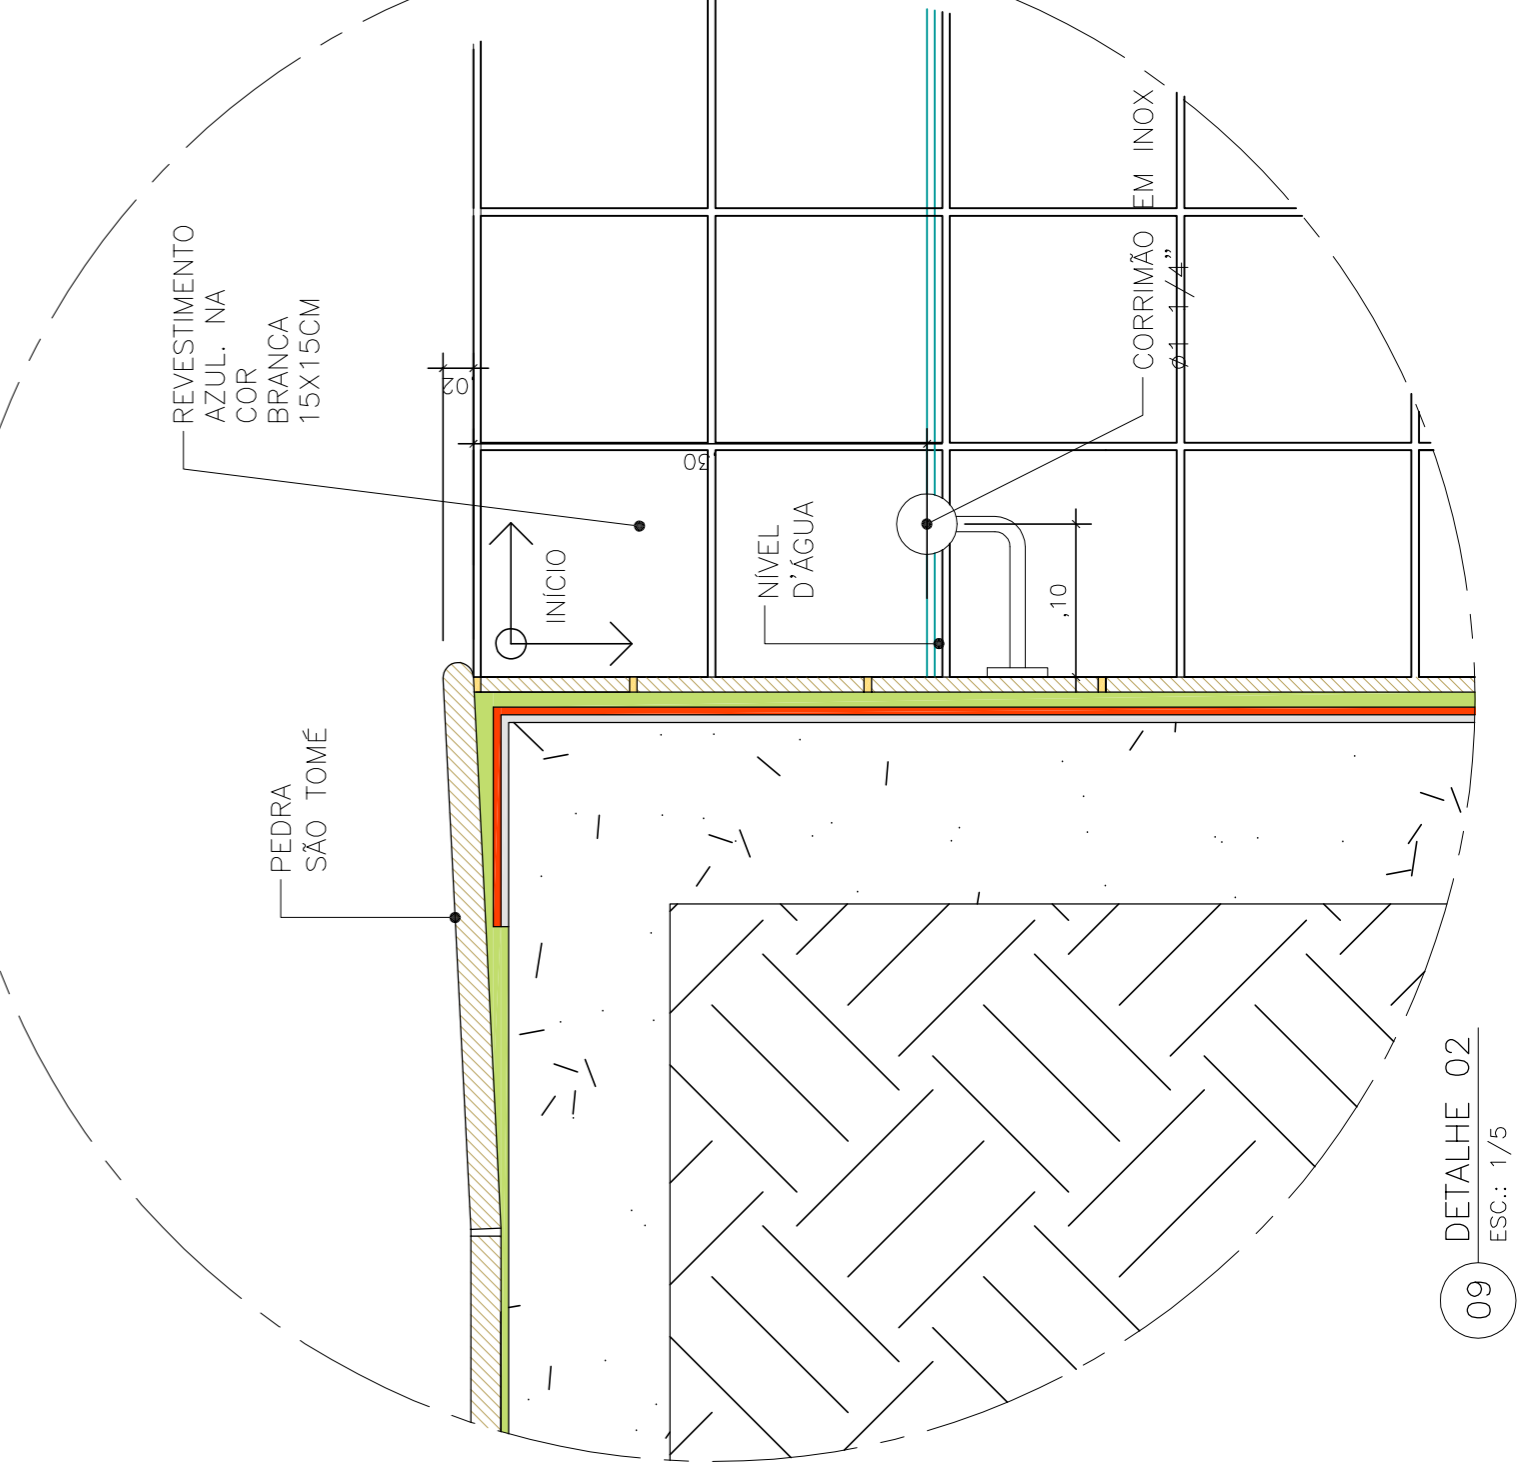 REVESTIMENTO
AZUL. NA
COR
BRANCA
15X15CM
,02
,30
INÍCIO
PEDRA
SÃO TOMÉ
NÍVEL
D'ÁGUA
CORRIMÃO EM INOX
ø1 1/4"
,10
09
DETALHE 02
ESC.: 1/5